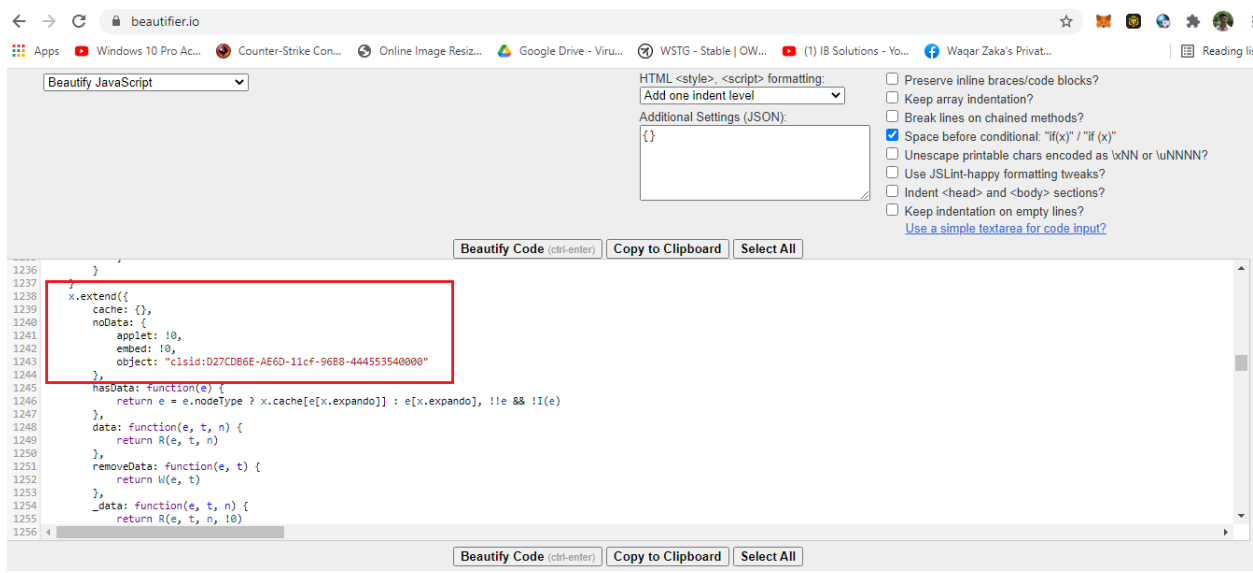 beautifier.io
Apps Windows 10 Pro Ac... Counter-Strike Con... Online Image Resiz... Google Drive - Viru... WSTG - Stable | OW... (1) IB Solutions - Yo... Waqar Zaka's Privat... Reading lis
Beautify JavaScript
HTML <style>, <script> formatting:
Add one indent level
Additional Settings (JSON):
{}
Preserve inline braces/code blocks?
Keep array indentation?
Break lines on chained methods?
Space before conditional: "if(x)" / "if (x)"
Unescape printable chars encoded as \xNN or \uNNNN?
Use JSLint-happy formatting tweaks?
Indent <head> and <body> sections?
Keep indentation on empty lines?
Use a simple textarea for code input?
Beautify Code (ctrl-enter) Copy to Clipboard Select All
1236 }
1237 }
1238 x.extend({
1239 cache: {},
1240 noData: {
1241 applet: !0,
1242 embed: !0,
1243 object: "clsid:D27CDB6E-AE6D-11cf-96B8-444553540000"
1244 },
1245 hasData: function(e) {
1246 return e = e.nodeType ? x.cache[e[x.expando]] : e[x.expando], !!e && !I(e)
1247 },
1248 data: function(e, t, n) {
1249 return R(e, t, n)
1250 },
1251 removeData: function(e, t) {
1252 return W(e, t)
1253 },
1254 _data: function(e, t, n) {
1255 return R(e, t, n, !0)
1256
Beautify Code (ctrl-enter) Copy to Clipboard Select All